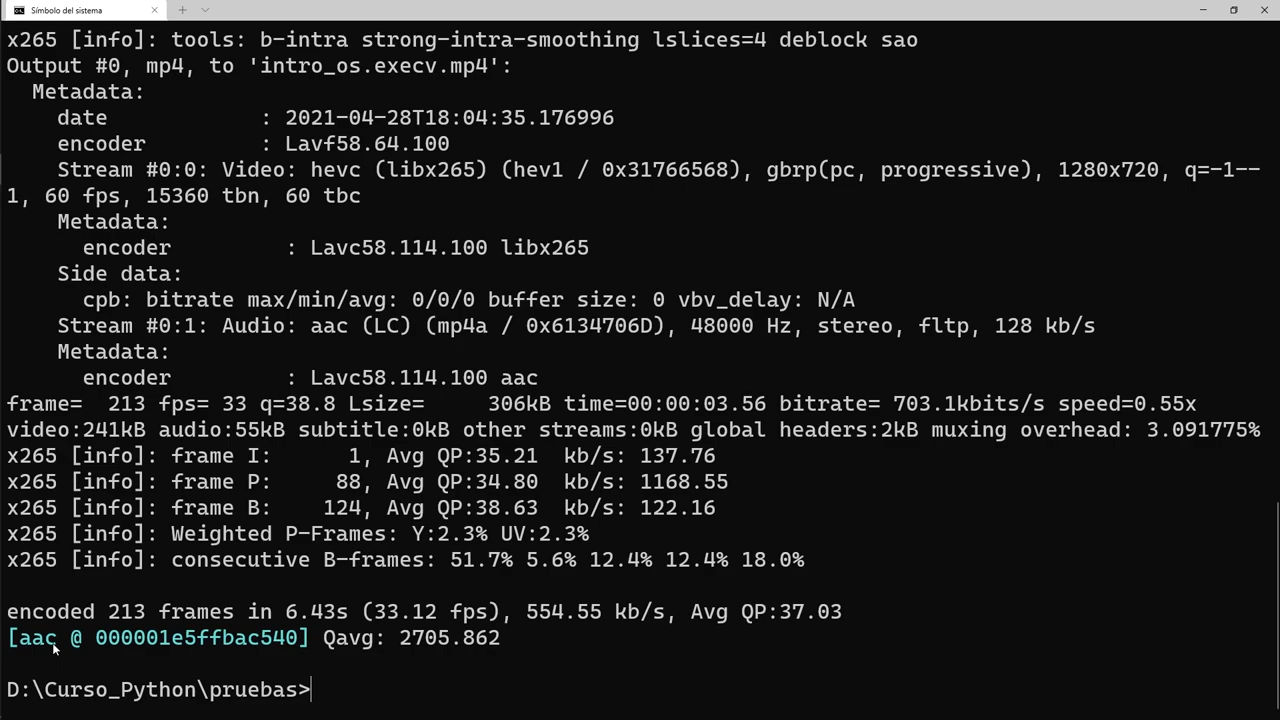 Símbolo del sistema
x265 [info]: tools: b-intra strong-intra-smoothing lslices=4 deblock sao
Output #0, mp4, to 'intro_os.execv.mp4':
  Metadata:
    date            : 2021-04-28T18:04:35.176996
    encoder         : Lavf58.64.100
    Stream #0:0: Video: hevc (libx265) (hev1 / 0x31766568), gbrp(pc, progressive), 1280x720, q=-1--
1, 60 fps, 15360 tbn, 60 tbc
    Metadata:
      encoder         : Lavc58.114.100 libx265
    Side data:
      cpb: bitrate max/min/avg: 0/0/0 buffer size: 0 vbv_delay: N/A
    Stream #0:1: Audio: aac (LC) (mp4a / 0x6134706D), 48000 Hz, stereo, fltp, 128 kb/s
    Metadata:
      encoder         : Lavc58.114.100 aac
frame=  213 fps= 33 q=38.8 Lsize=     306kB time=00:00:03.56 bitrate= 703.1kbits/s speed=0.55x
video:241kB audio:55kB subtitle:0kB other streams:0kB global headers:2kB muxing overhead: 3.091775%
x265 [info]: frame I:      1, Avg QP:35.21  kb/s: 137.76
x265 [info]: frame P:     88, Avg QP:34.80  kb/s: 1168.55
x265 [info]: frame B:    124, Avg QP:38.63  kb/s: 122.16
x265 [info]: Weighted P-Frames: Y:2.3% UV:2.3%
x265 [info]: consecutive B-frames: 51.7% 5.6% 12.4% 12.4% 18.0%
encoded 213 frames in 6.43s (33.12 fps), 554.55 kb/s, Avg QP:37.03
[aac @ 000001e5ffbac540] Qavg: 2705.862
D:\Curso_Python\pruebas>